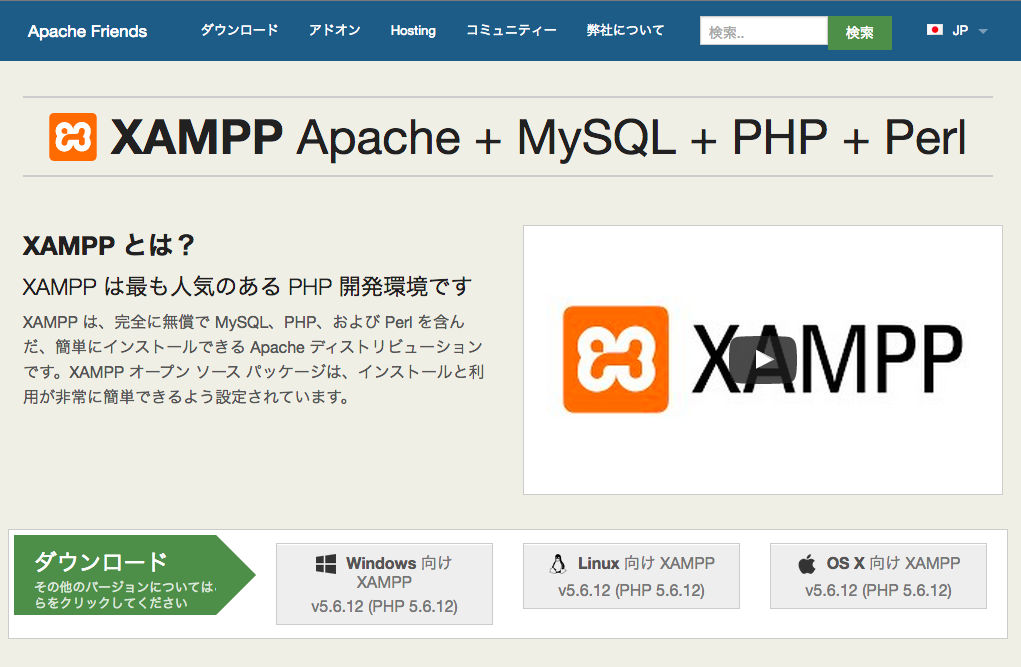 Apache Friends
ダウンロード
アドオン
Hosting
コミュニティー
弊社について
検索..
検索
JP
XAMPP Apache + MySQL + PHP + Perl
XAMPP とは？
XAMPP は最も人気のある PHP 開発環境です
XAMPP は、完全に無償で MySQL、PHP、および Perl を含ん
だ、簡単にインストールできる Apache ディストリビューション
です。XAMPP オープン ソース パッケージは、インストールと利
用が非常に簡単できるよう設定されています。
XAMPP
ダウンロード
その他のバージョンについては
らをクリックしてください
Windows 向け
XAMPP
v5.6.12 (PHP 5.6.12)
Linux 向け XAMPP
v5.6.12 (PHP 5.6.12)
OS X 向け XAMPP
v5.6.12 (PHP 5.6.12)